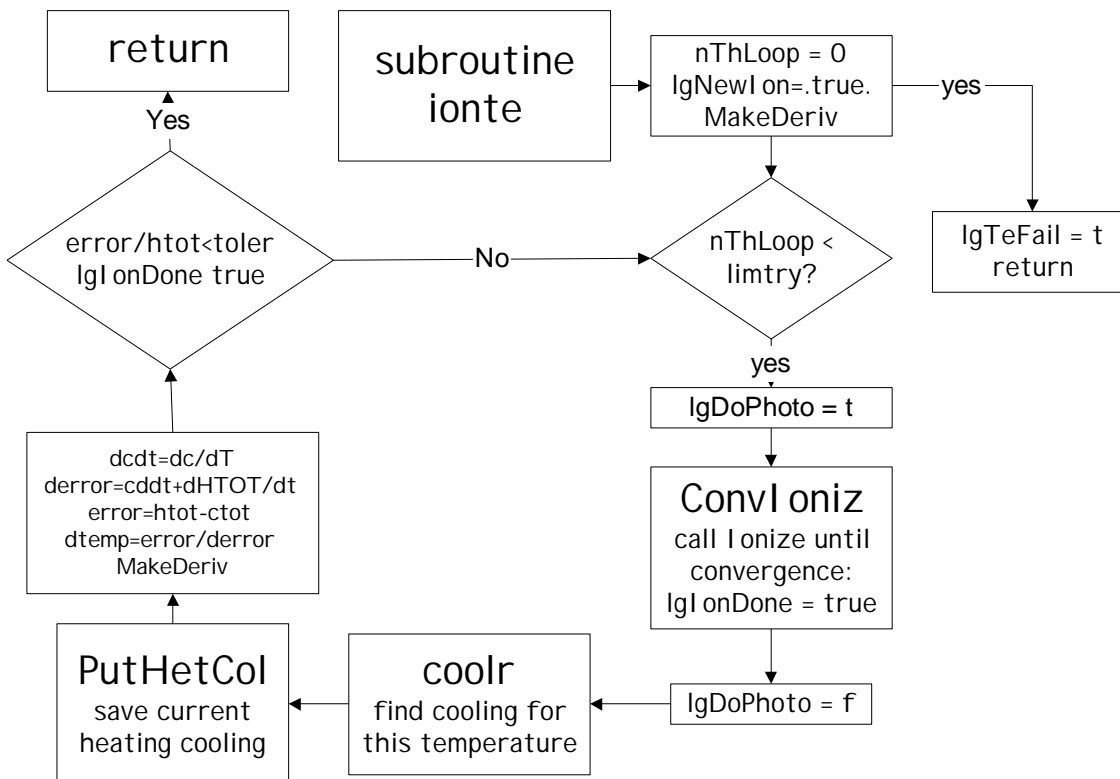 subroutine
ionte
nThLoop = 0
lgNewIon=.true.
MakeDeriv
yes
lgTeFail = t
return
nThLoop <
limtry?
yes
lgDoPhoto = t
ConvIoniz
call Ionize until
convergence:
lgIonDone = true
lgDoPhoto = f
coolr
find cooling for
this temperature
PutHetCol
save current
heating cooling
dcdt=dc/dT
derror=cddt+dHTOT/dt
error=htot-ctot
dtemp=error/derror
MakeDeriv
error/htot<toler
lgIonDone true
No
Yes
return